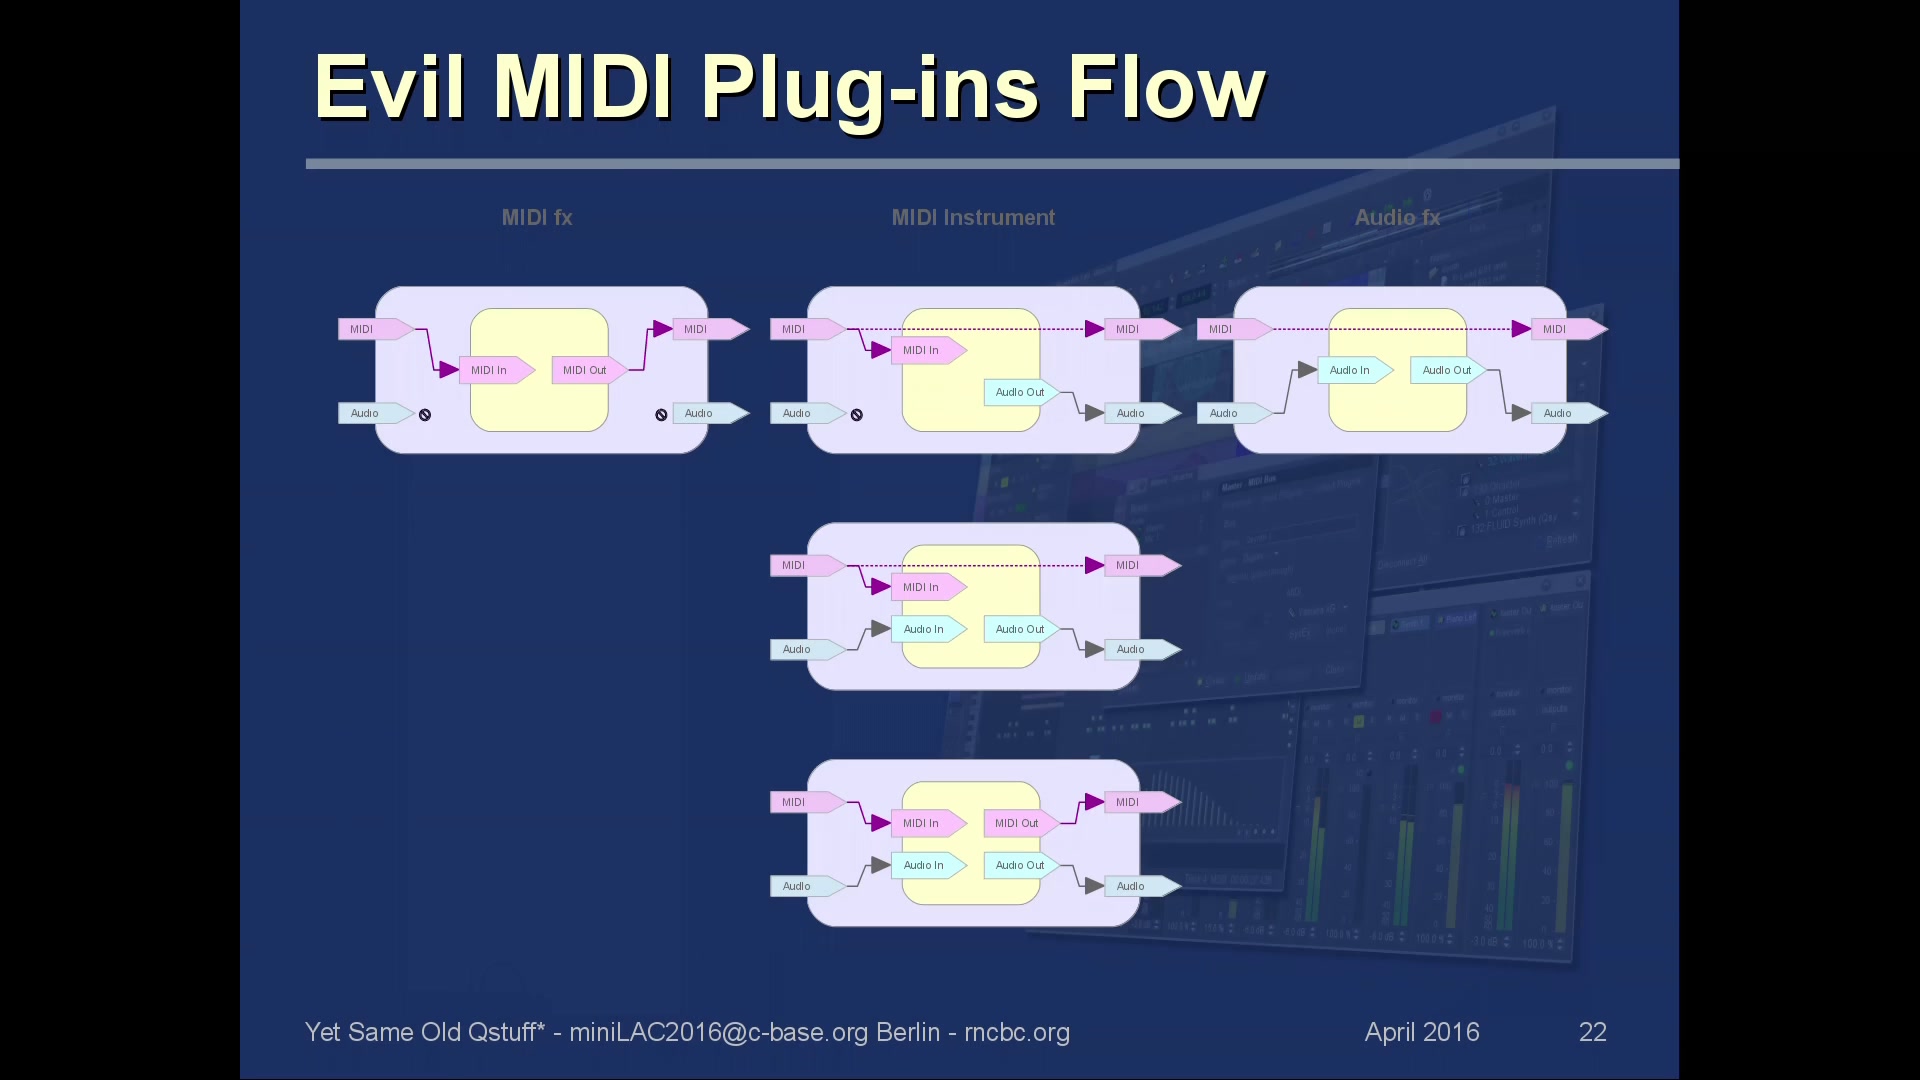 Evil MIDI Plug-ins Flow
MIDI fx
MIDI Instrument
Audio fx
MIDI
MIDI
MIDI In
MIDI Out
Audio
Audio
MIDI
MIDI
MIDI In
Audio Out
Audio
Audio
MIDI
MIDI
Audio In
Audio Out
Audio
Audio
MIDI
MIDI
MIDI In
Audio In
Audio Out
Audio
Audio
MIDI
MIDI
MIDI In
MIDI Out
Audio In
Audio Out
Audio
Audio
Yet Same Old Qstuff* - miniLAC2016@c-base.org Berlin - rncbc.org
April 2016
22